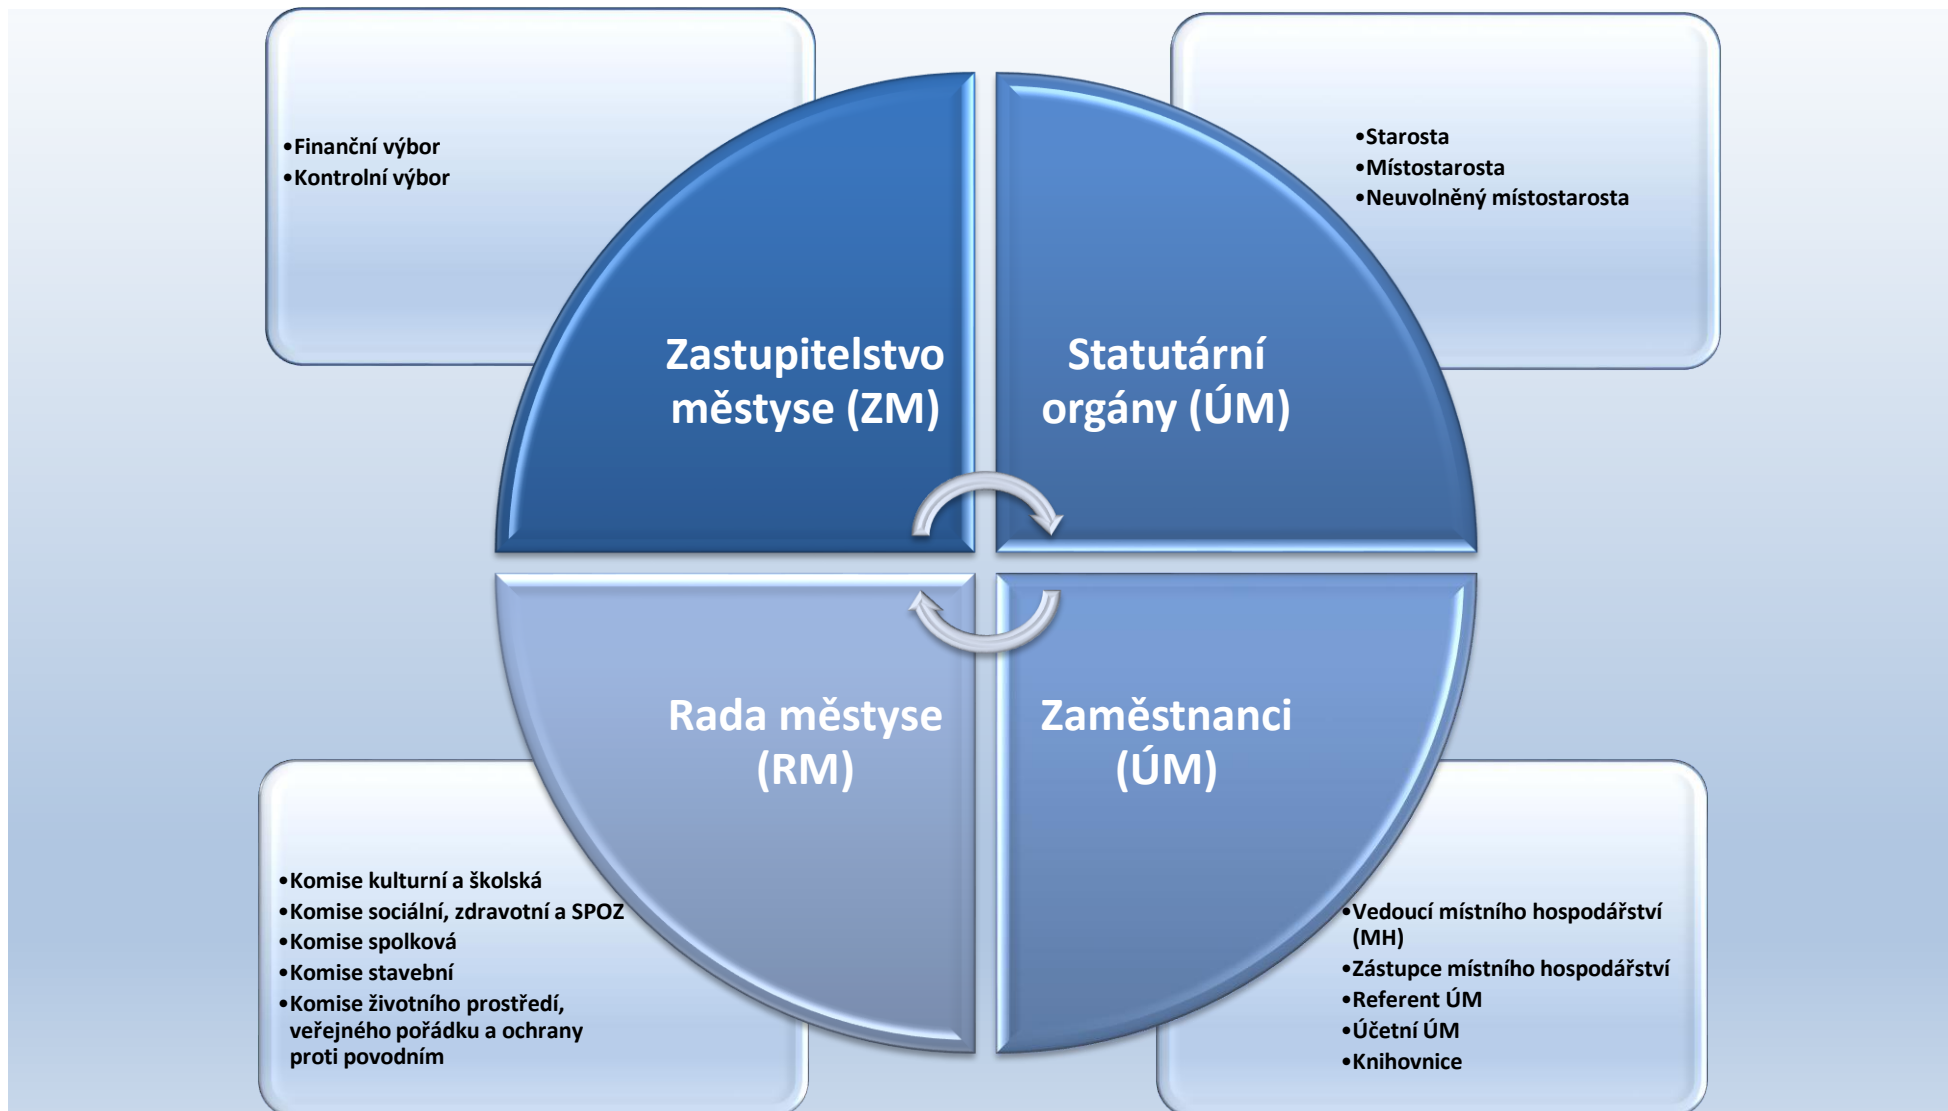 •Finanční výbor
•Kontrolní výbor
•Starosta
•Místostarosta
•Neuvolněný místostarosta
Zastupitelstvo
městyse (ZM)
Statutární
orgány (ÚM)
Rada městyse
(RM)
Zaměstnanci
(ÚM)
•Komise kulturní a školská
•Komise sociální, zdravotní a SPOZ
•Komise spolková
•Komise stavební
•Komise životního prostředí,
veřejného pořádku a ochrany
proti povodním
•Vedoucí místního hospodářství
(MH)
•Zástupce místního hospodářství
•Referent ÚM
•Účetní ÚM
•Knihovnice